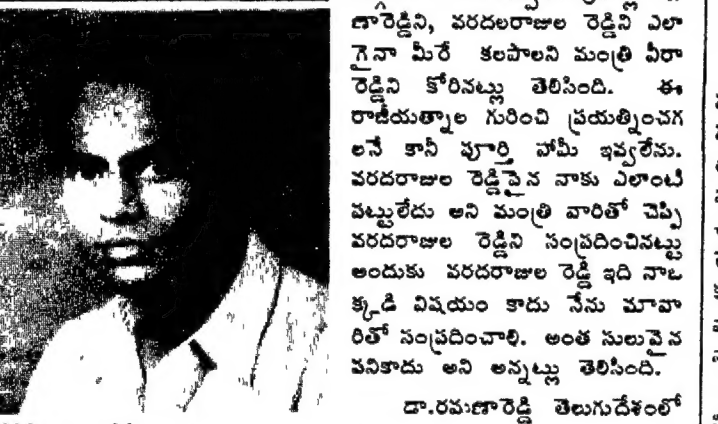 ణారెడ్డిని, వరదలరాజుల రెడ్డిని ఎలా
గైనా మీరే కలపాలని మంత్రి వీరా
రెడ్డిని కోరినట్లు తెలిసింది. ఈ
రాజీయత్నాల గురించి ప్రయత్నించగ
లనే కానీ పూర్తి హామీ ఇవ్వలేను.
వరదరాజుల రెడ్డిపైన నాకు ఎలాంటి
పట్టులేదు అని మంత్రి వారితో చెప్పి
వరదరాజుల రెడ్డిని సంప్రదించినట్టు
అందుకు వరదరాజుల రెడ్డి ఇది నాఒ
క్కడి విషయం కాదు నేను మావా
రితో సంప్రదించాలి. అంత సులువైన
పనికాదు అని అన్నట్లు తెలిసింది.
డా.రమణారెడ్డి తెలుగుదేశంలో